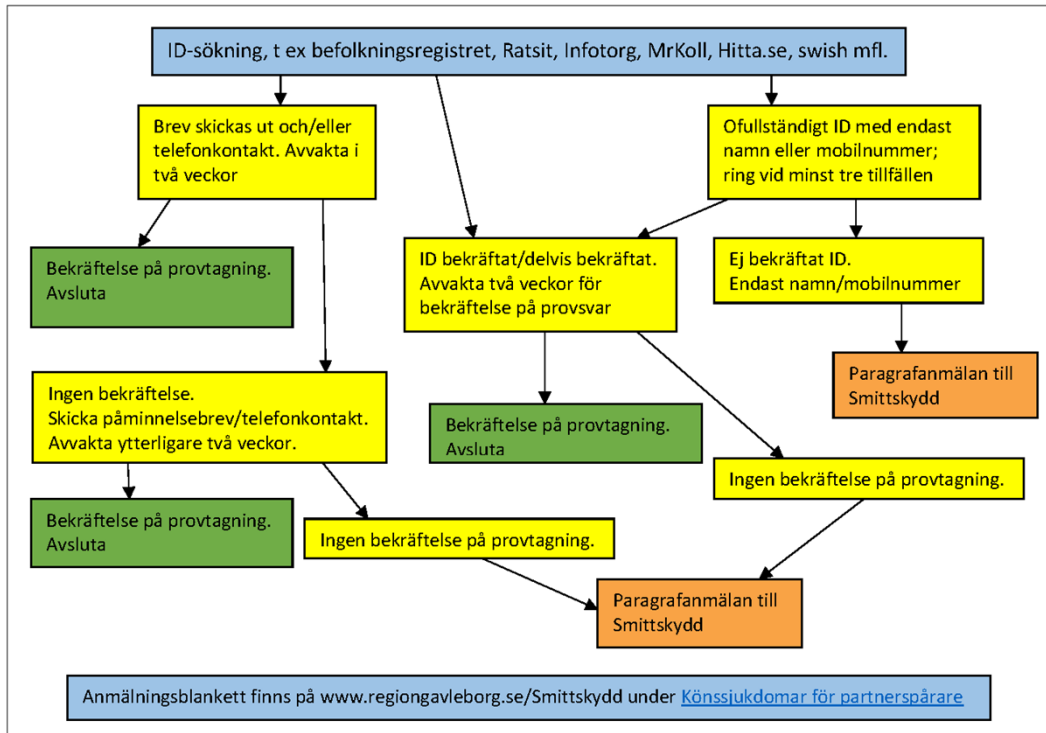 ID-sökning, t ex befolkningsregistret, Ratsit, Infotorg, MrKoll, Hitta.se, swish mfl.
Brev skickas ut och/eller
telefonkontakt. Avvakta i
två veckor
Ofullständigt ID med endast
namn eller mobilnummer;
ring vid minst tre tillfällen
Bekräftelse på provtagning.
Avsluta
ID bekräftat/delvis bekräftat.
Avvakta två veckor för
bekräftelse på provsvar
Ej bekräftat ID.
Endast namn/mobilnummer
Paragrafanmälan till
Smittskydd
Ingen bekräftelse.
Skicka påminnelsebrev/telefonkontakt.
Avvakta ytterligare två veckor.
Bekräftelse på provtagning.
Avsluta
Ingen bekräftelse på provtagning.
Bekräftelse på provtagning.
Avsluta
Ingen bekräftelse på provtagning.
Paragrafanmälan till
Smittskydd
Anmälningsblankett finns på www.regiongavleborg.se/Smittskydd under Könssjukdomar för partnerspårare